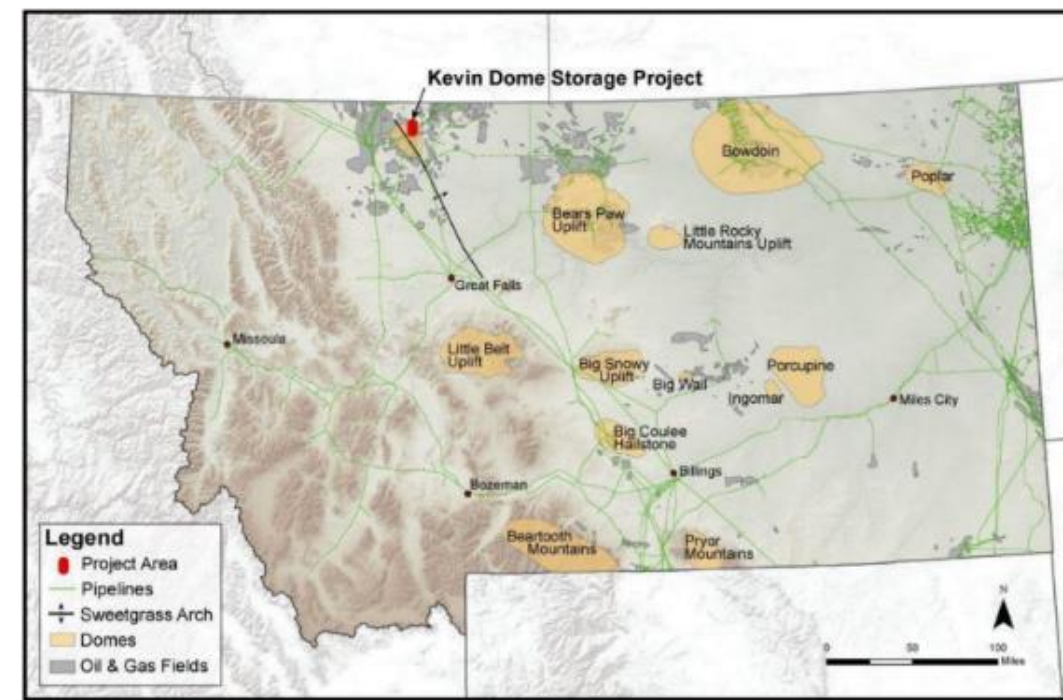 Kevin Dome Storage Project
Bowdoin
Poplar
Bears Paw
Uplift
Little Rocky
Mountains Uplift
Great Falls
Missoula
Little Belt
Uplift
Big Snowy
Uplift
Big Wall
Porcupine
Ingomar
Miles City
Big Coulee
Hailstone
Billings
Bozeman
Beartooth
Mountains
Pryor
Mountains
Legend
Project Area
Pipelines
Sweetgrass Arch
Domes
Oil & Gas Fields
N
0 50 100
Miles